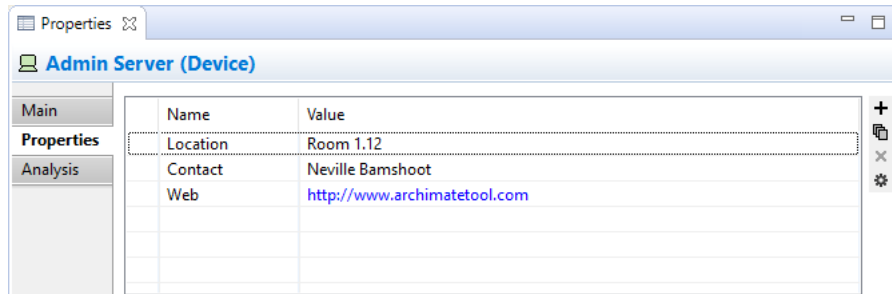 Properties
Admin Server (Device)
Main
Properties
Analysis
Name Value
Location Room 1.12
Contact Neville Bamshoot
Web http://www.archimatetool.com